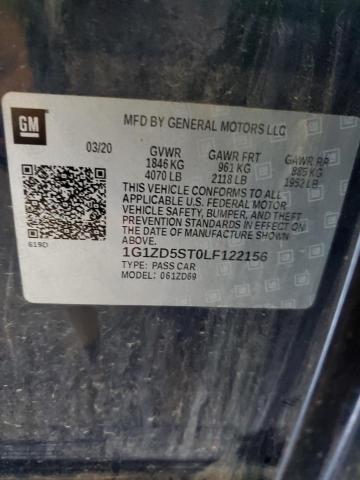 GM
MFD BY GENERAL MOTORS LLC
03/20 GVWR GAWR FRT GAWR RR
1846 KG 961 KG 885 KG
4070 LB 2118 LB 1952 LB
THIS VEHICLE CONFORMS TO ALL
APPLICABLE U.S. FEDERAL MOTOR
VEHICLE SAFETY, BUMPER, AND THEFT
PREVENTION STANDARDS IN EFFECT ON
THE DATE OF MANUFACTURE SHOWN ABOVE.
619D
1G1ZD5ST0LF122156
TYPE: PASS CAR
MODEL: 061ZD69